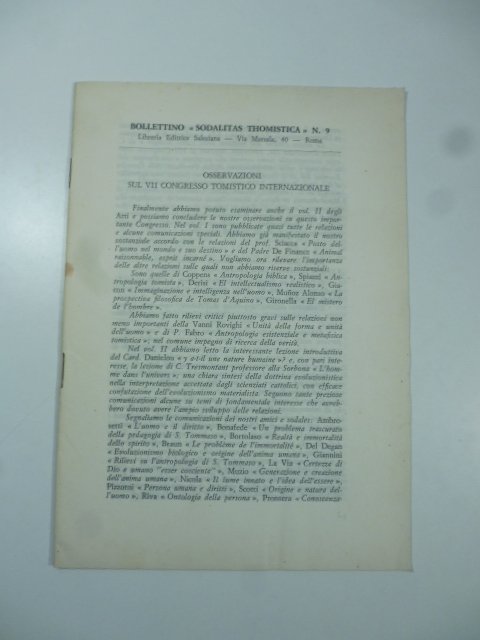 BOLLETTINO « SODALITAS THOMISTICA » N. 9
Libreria Editrice Salesiana — Via Marsala, 40 — Roma
OSSERVAZIONI
SUL VII CONGRESSO TOMISTICO INTERNAZIONALE
Finalmente abbiamo potuto esaminare anche il vol. II degli
Atti e possiamo concludere le nostre osservazioni su questo impor-
tante Congresso. Nel vol. I sono pubblicate quasi tutte le relazioni
e alcune comunicazioni speciali. Abbiamo già manifestato il nostro
sostanziale accordo con le relazioni del prof. Sciacca « Posto del-
l'uomo nel mondo e suo destino » e del Padre De Finance « Animal
raisonnable, esprit incarné ». Vogliamo ora rilevare l'importanza
delle altre relazioni sulle quali non abbiamo riserve sostanziali:
Sono quelle di Coppens « Antropologia biblica », Spiazzi « An-
tropologia tomista », Derisi « El intellectualismo realistico », Gia-
con « Immaginazione e intelligenza nell'uomo », Muñoz Alonso « La
prospectiva filosofica de Tomas d'Aquino », Gironella « El mistero
de l'hombre ».
Abbiamo fatto rilievi critici piuttosto gravi sulle relazioni non
meno importanti della Vanni Rovighi « Unità della forma e unità
dell'uomo » e di P. Fabro « Antropologia esistenziale e metafisica
tomistica »; nel comune impegno di ricerca della verità.
Nel vol. II abbiamo letto la interessante lezione introduttiva
del Card. Danielou « y a-t-il une nature humaine »? e, con pari inte-
resse, la lezione di C. Tresmontant professore alla Sorbona « L'hom-
me dans l'univers »; una chiara sintesi della dottrina evoluzionistica
nella interpretazione accettata dagli scienziati cattolici, con efficace
confutazione dell'evoluzionismo materialista. Seguono tante preziose
comunicazioni alcune su temi di fondamentale interesse che avreb-
bero dovuto avere l'ampio sviluppo delle relazioni.
Segnaliamo le comunicazioni dei nostri amici e sodales: Ambro-
setti « L'uomo e il diritto », Bonafede « Un problema trascurato
della pedagogia di S. Tommaso », Bortolaso « Realtà e immortalità
dello spirito », Braun « Le problème de l'immortalité », Del Degan
« Evoluzionismo biologico e origine dell'anima umana », Giannini
« Rilievi su l'antropologia di S. Tommaso », La Via « Certezza di
Dio e umano "esser cosciente" », Mozio « Generazione e creazione
dell'anima umana », Nicola « Il lume innato e l'idea dell'essere »,
Pizzorni « Persona umana e diritti », Scotti « Origine e natura del-
l'uomo », Riva « Ontologia della persona », Prontera « Conoscenza